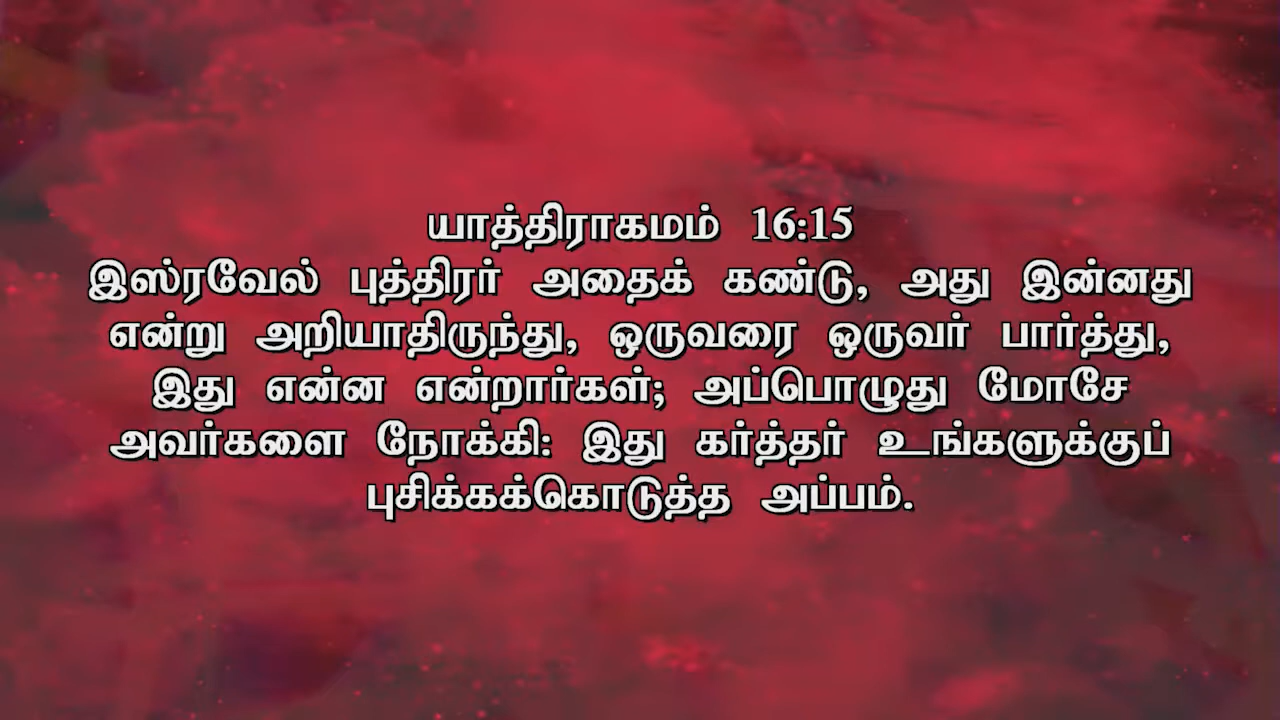 யாத்திராகமம் 16:15
இஸ்ரவேல் புத்திரர் அதைக் கண்டு, அது இன்னது
என்று அறியாதிருந்து, ஒருவரை ஒருவர் பார்த்து,
இது என்ன என்றார்கள்; அப்பொழுது மோசே
அவர்களை நோக்கி: இது கர்த்தர் உங்களுக்குப்
புசிக்கக்கொடுத்த அப்பம்.